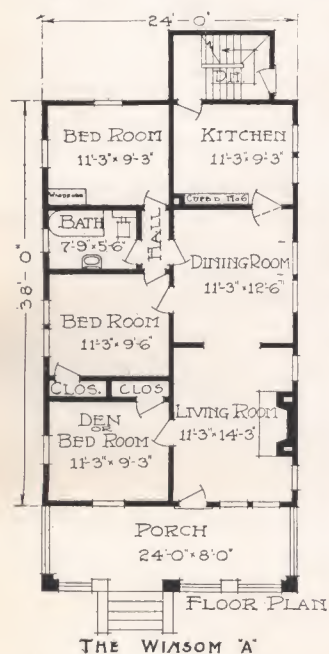 24'-0"
DN
BED ROOM
11'-3" × 9'-3"
KITCHEN
11'-3" × 9'-3"
WARDROBE
CUPB'D Nº6
BATH
7'-9" × 5'-6"
HALL
DINING ROOM
11'-3" × 12'-6"
38'-0"
BED ROOM
11'-3" × 9'-6"
CLOS.
CLOS
DEN
OR
BED ROOM
11'-3" × 9'-3"
LIVING ROOM
11'-3" × 14'-3"
PORCH
24'-0" × 8'-0"
FLOOR PLAN
THE WINSOM "A"